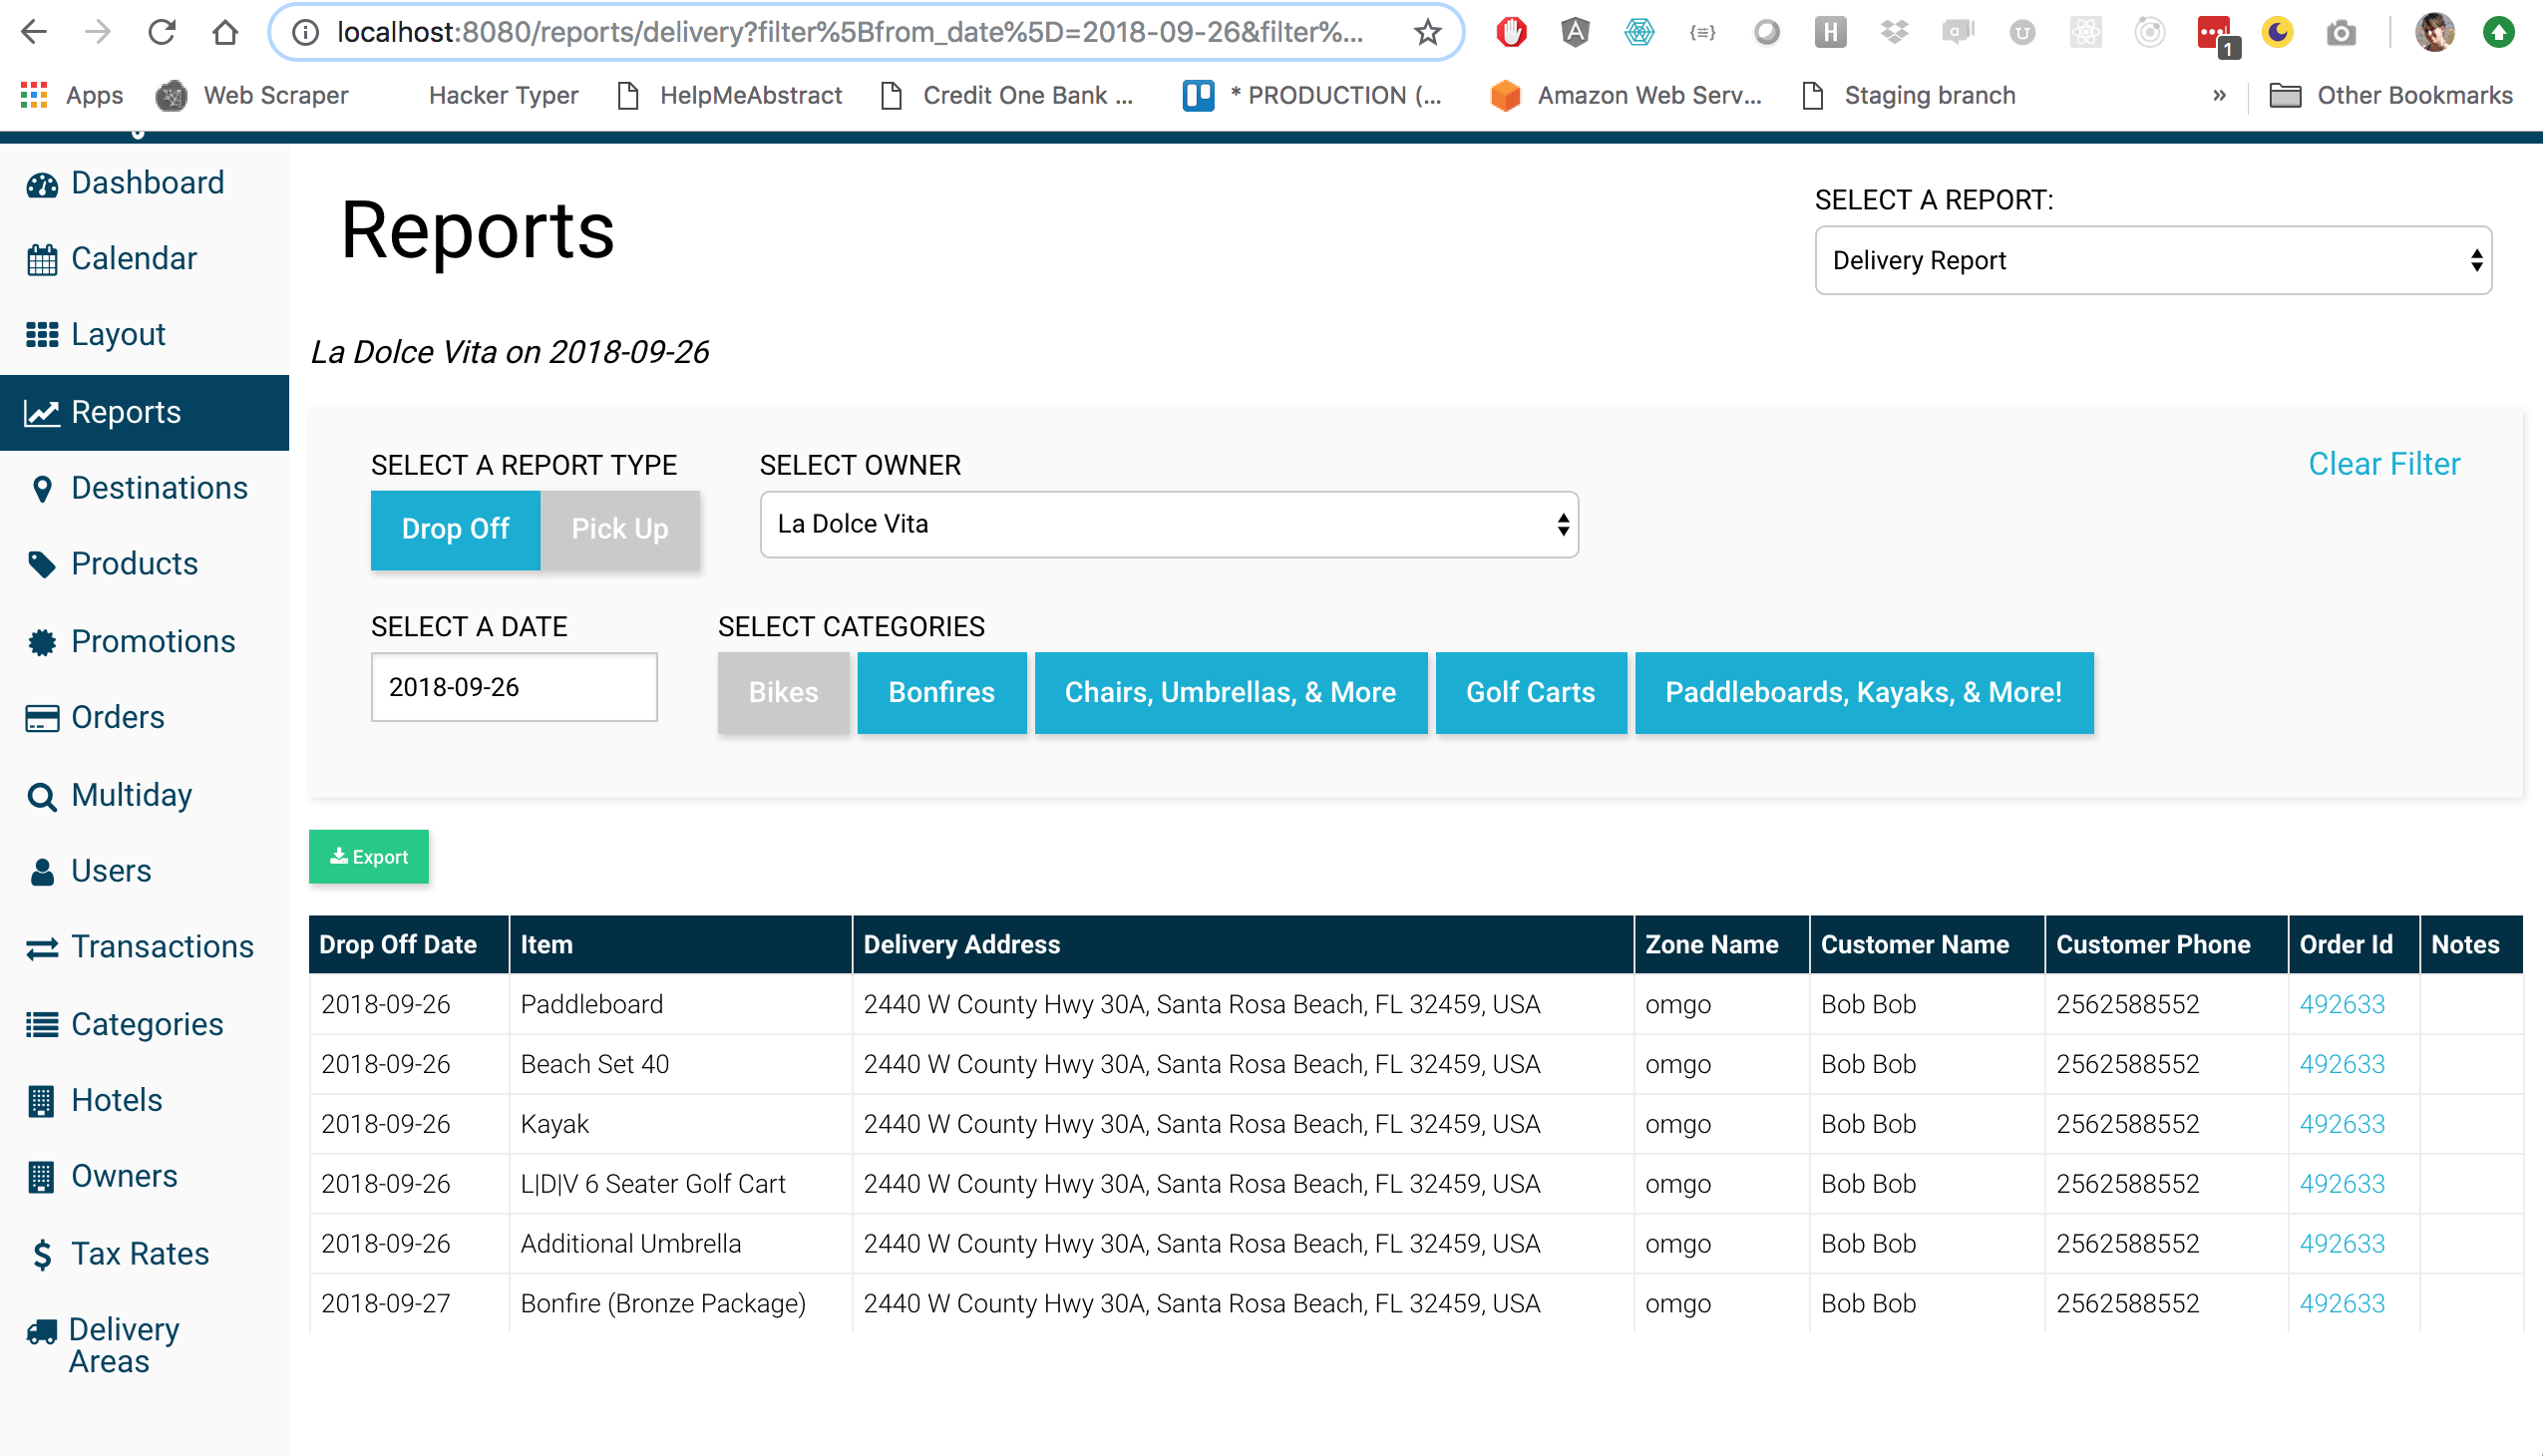 localhost:8080/reports/delivery?filter%5Bfrom_date%5D=2018-09-26&filter%...
H
1
Apps Web Scraper Hacker Typer HelpMeAbstract Credit One Bank ... * PRODUCTION (... Amazon Web Serv... Staging branch » Other Bookmarks
Dashboard
Calendar
Layout
Reports
Destinations
Products
Promotions
Orders
Multiday
Users
Transactions
Categories
Hotels
Owners
Tax Rates
Delivery
Areas
Reports
SELECT A REPORT:
Delivery Report
La Dolce Vita on 2018-09-26
SELECT A REPORT TYPE SELECT OWNER Clear Filter
Drop Off Pick Up La Dolce Vita
SELECT A DATE SELECT CATEGORIES
2018-09-26 Bikes Bonfires Chairs, Umbrellas, & More Golf Carts Paddleboards, Kayaks, & More!
Export
Drop Off Date Item Delivery Address Zone Name Customer Name Customer Phone Order Id Notes
2018-09-26 Paddleboard 2440 W County Hwy 30A, Santa Rosa Beach, FL 32459, USA omgo Bob Bob 2562588552 492633
2018-09-26 Beach Set 40 2440 W County Hwy 30A, Santa Rosa Beach, FL 32459, USA omgo Bob Bob 2562588552 492633
2018-09-26 Kayak 2440 W County Hwy 30A, Santa Rosa Beach, FL 32459, USA omgo Bob Bob 2562588552 492633
2018-09-26 L|D|V 6 Seater Golf Cart 2440 W County Hwy 30A, Santa Rosa Beach, FL 32459, USA omgo Bob Bob 2562588552 492633
2018-09-26 Additional Umbrella 2440 W County Hwy 30A, Santa Rosa Beach, FL 32459, USA omgo Bob Bob 2562588552 492633
2018-09-27 Bonfire (Bronze Package) 2440 W County Hwy 30A, Santa Rosa Beach, FL 32459, USA omgo Bob Bob 2562588552 492633